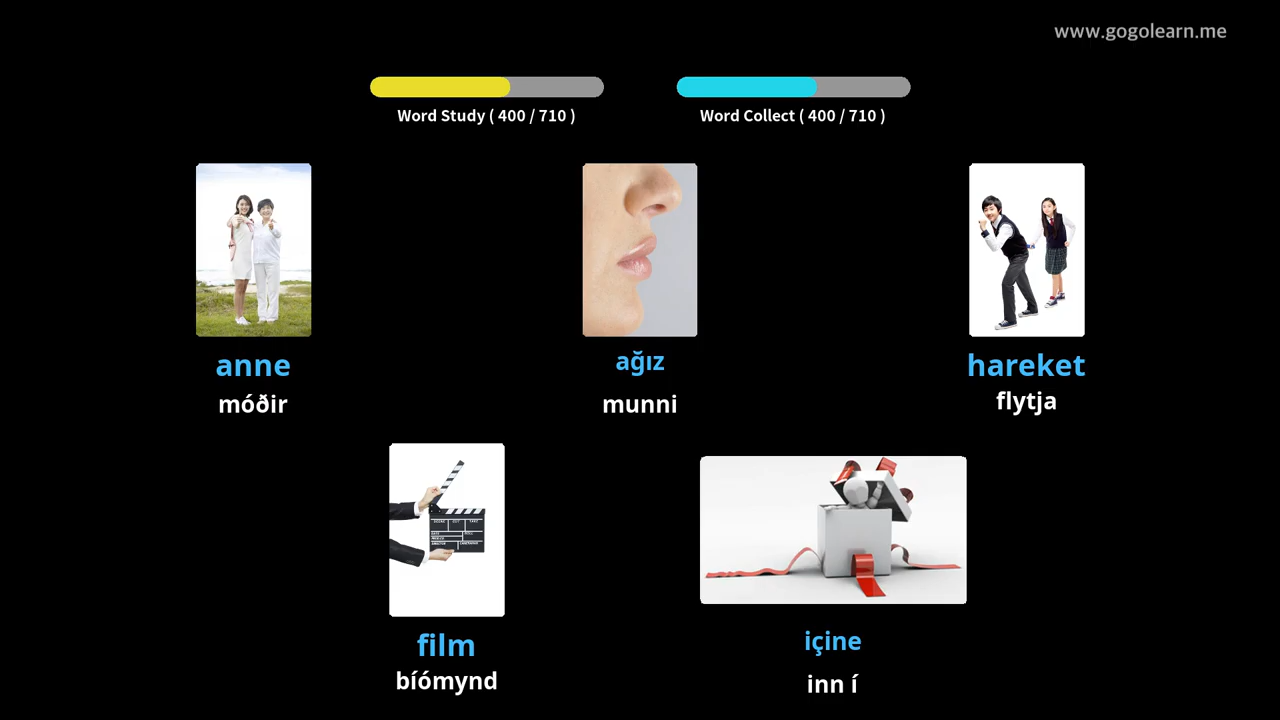 www.gogolearn.me
Word Study ( 400 / 710 )
Word Collect ( 400 / 710 )
anne
móðir
ağız
munni
hareket
flytja
film
bíómynd
içine
inn í